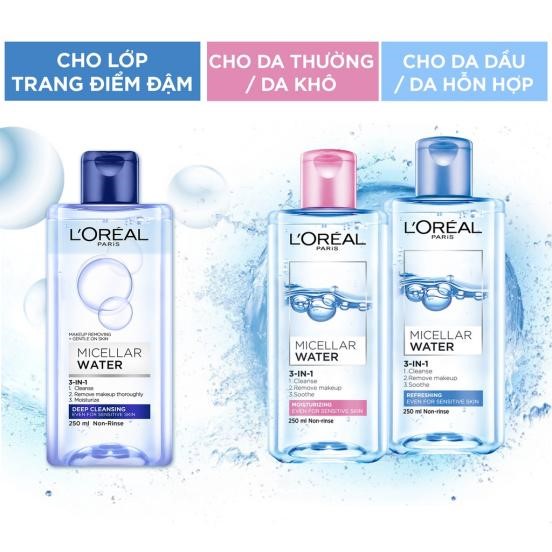 CHO LỚP
TRANG ĐIỂM ĐẬM
CHO DA THƯỜNG
/ DA KHÔ
CHO DA DẦU
/ DA HỖN HỢP
L'ORÉAL
PARIS
MAKEUP REMOVING
+ GENTLE ON SKIN
MICELLAR
WATER
3-IN-1
1. Cleanse
2. Remove makeup thoroughly
3. Moisturize
DEEP CLEANSING
EVEN FOR SENSITIVE SKIN
250 ml Non-Rinse
L'ORÉAL
PARIS
MICELLAR
WATER
3-IN-1
1. Cleanse
2.Remove makeup
3.Soothe
MOISTURIZING
EVEN FOR SENSITIVE SKIN
250 ml Non-rinse
L'ORÉAL
PARIS
MICELLAR
WATER
3-IN-1
1. Cleanse
2.Remove makeup
3.Soothe
REFRESHING
EVEN FOR SENSITIVE SKIN
250 ml Non-rinse